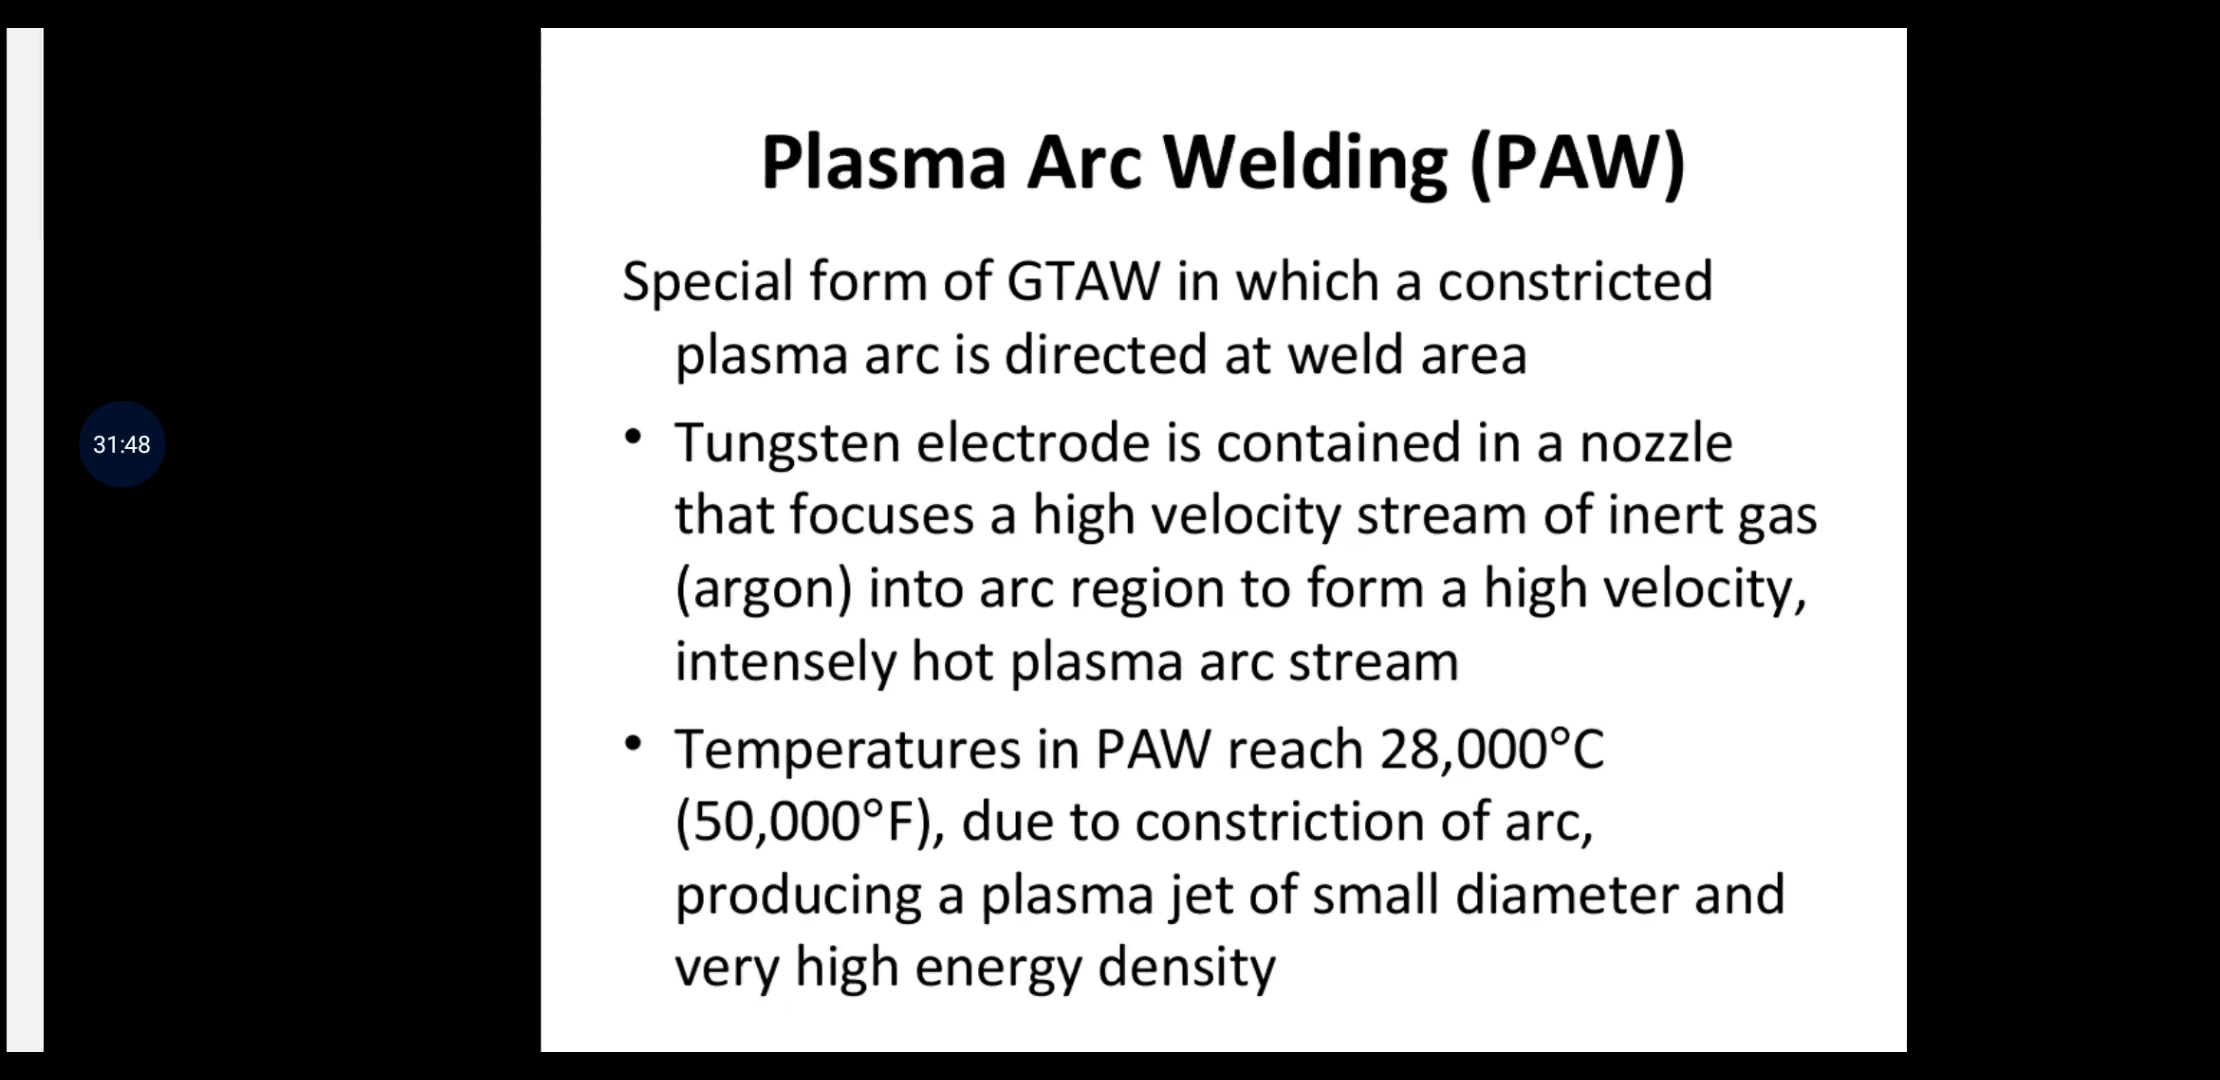 Plasma Arc Welding (PAW)
Special form of GTAW in which a constricted
plasma arc is directed at weld area
• Tungsten electrode is contained in a nozzle
that focuses a high velocity stream of inert gas
(argon) into arc region to form a high velocity,
intensely hot plasma arc stream
• Temperatures in PAW reach 28,000°C
(50,000°F), due to constriction of arc,
producing a plasma jet of small diameter and
very high energy density
31:48